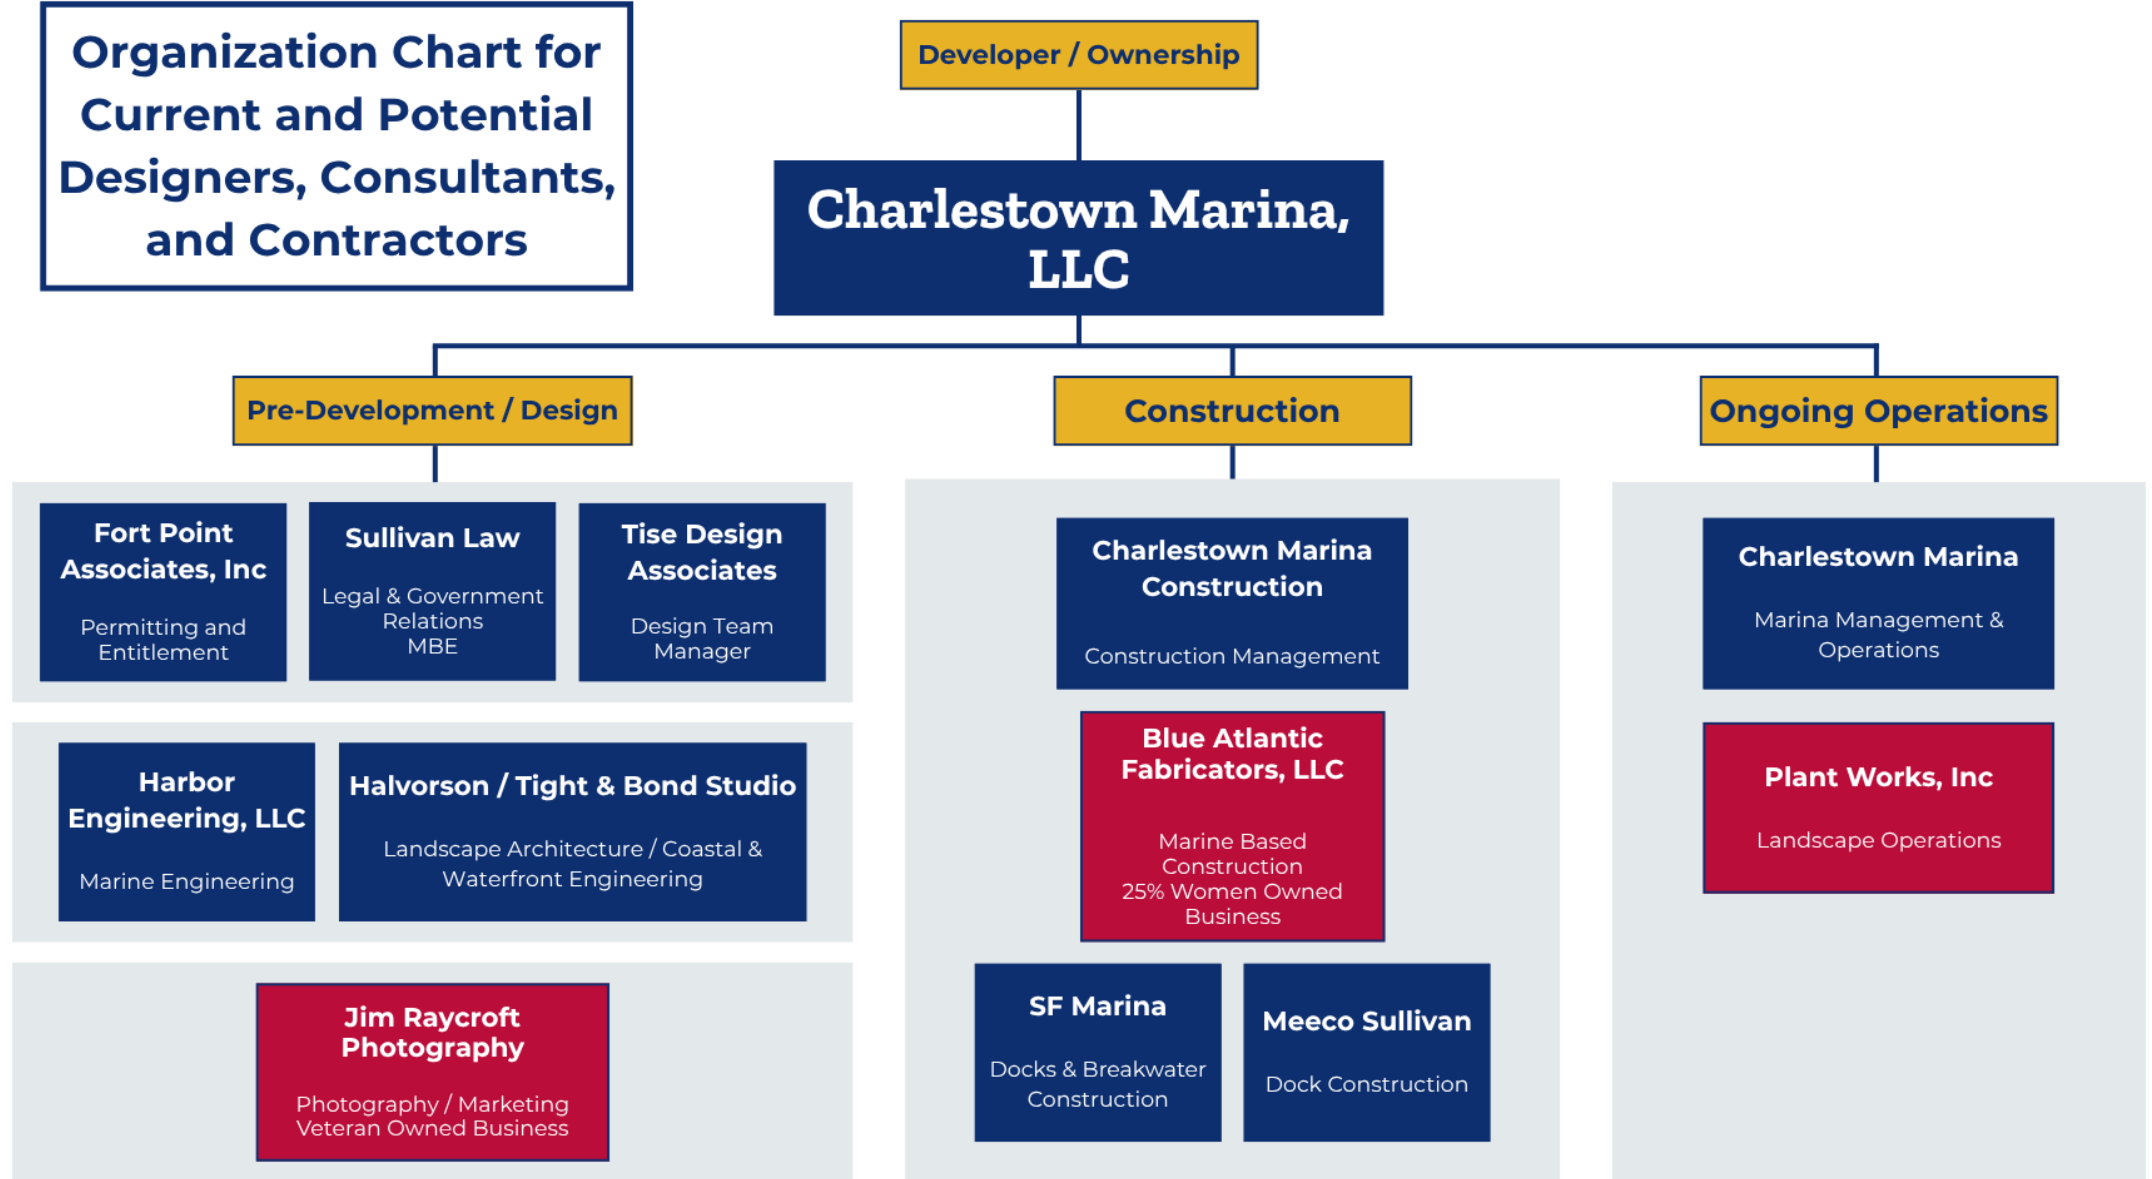 Organization Chart for
Current and Potential
Designers, Consultants,
and Contractors
Developer / Ownership
Charlestown Marina,
LLC
Pre-Development / Design
Construction
Ongoing Operations
Fort Point
Associates, Inc
Permitting and
Entitlement
Sullivan Law
Legal & Government
Relations
MBE
Tise Design
Associates
Design Team
Manager
Harbor
Engineering, LLC
Marine Engineering
Halvorson / Tight & Bond Studio
Landscape Architecture / Coastal &
Waterfront Engineering
Jim Raycroft
Photography
Photography / Marketing
Veteran Owned Business
Charlestown Marina
Construction
Construction Management
Blue Atlantic
Fabricators, LLC
Marine Based
Construction
25% Women Owned
Business
SF Marina
Docks & Breakwater
Construction
Meeco Sullivan
Dock Construction
Charlestown Marina
Marina Management &
Operations
Plant Works, Inc
Landscape Operations